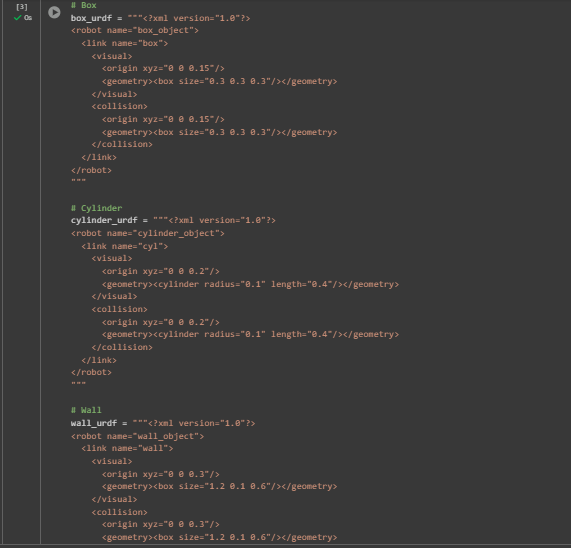 [3]
0s
# Box
box_urdf = """<?xml version="1.0"?>
<robot name="box_object">
  <link name="box">
    <visual>
      <origin xyz="0 0 0.15"/>
      <geometry><box size="0.3 0.3 0.3"/></geometry>
    </visual>
    <collision>
      <origin xyz="0 0 0.15"/>
      <geometry><box size="0.3 0.3 0.3"/></geometry>
    </collision>
  </link>
</robot>
"""
# Cylinder
cylinder_urdf = """<?xml version="1.0"?>
<robot name="cylinder_object">
  <link name="cyl">
    <visual>
      <origin xyz="0 0 0.2"/>
      <geometry><cylinder radius="0.1" length="0.4"/></geometry>
    </visual>
    <collision>
      <origin xyz="0 0 0.2"/>
      <geometry><cylinder radius="0.1" length="0.4"/></geometry>
    </collision>
  </link>
</robot>
"""
# Wall
wall_urdf = """<?xml version="1.0"?>
<robot name="wall_object">
  <link name="wall">
    <visual>
      <origin xyz="0 0 0.3"/>
      <geometry><box size="1.2 0.1 0.6"/></geometry>
    </visual>
    <collision>
      <origin xyz="0 0 0.3"/>
      <geometry><box size="1.2 0.1 0.6"/></geometry>